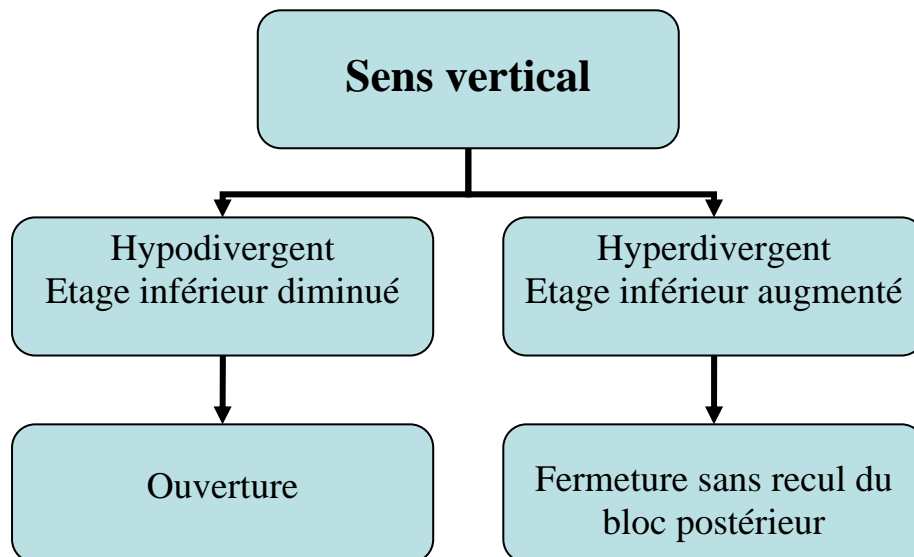 Sens vertical
Hypodivergent
Etage inférieur diminué
Hyperdivergent
Etage inférieur augmenté
Ouverture
Fermeture sans recul du
bloc postérieur